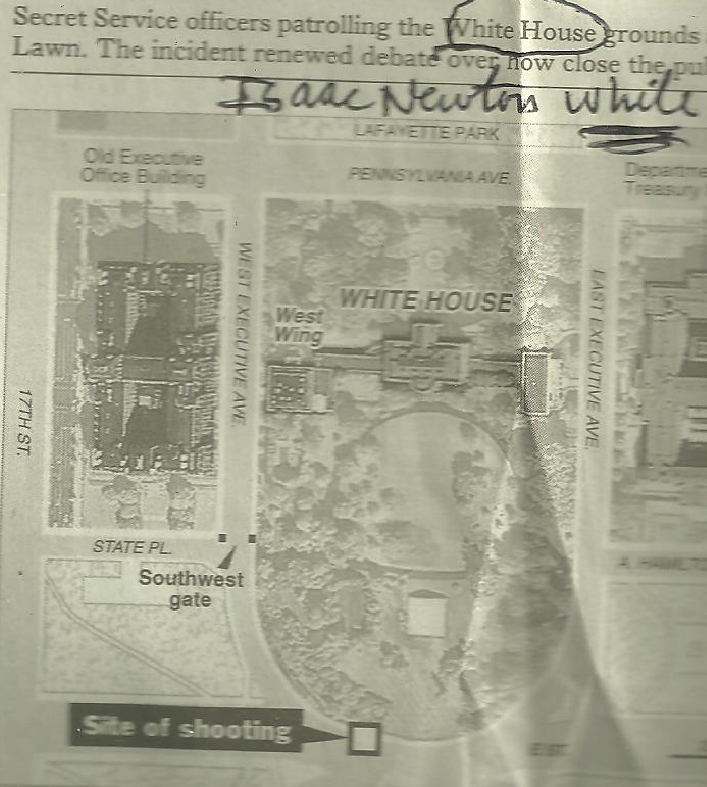 Secret Service officers patrolling the White House grounds
Lawn. The incident renewed debate over how close the
Isaac Newton White
LAFAYETTE PARK
Old Executive
Office Building
PENNSYLVANIA AVE.
Treasury
WEST EXECUTIVE AVE.
EAST EXECUTIVE AVE.
WHITE HOUSE
West
Wing
17TH ST.
STATE PL.
Southwest
gate
Site of shooting
E ST.